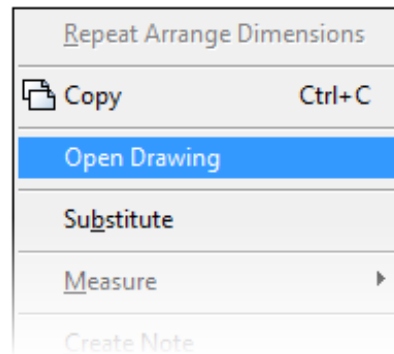 Repeat Arrange Dimensions
Copy Ctrl+C
Open Drawing
Substitute
Measure
Create Note